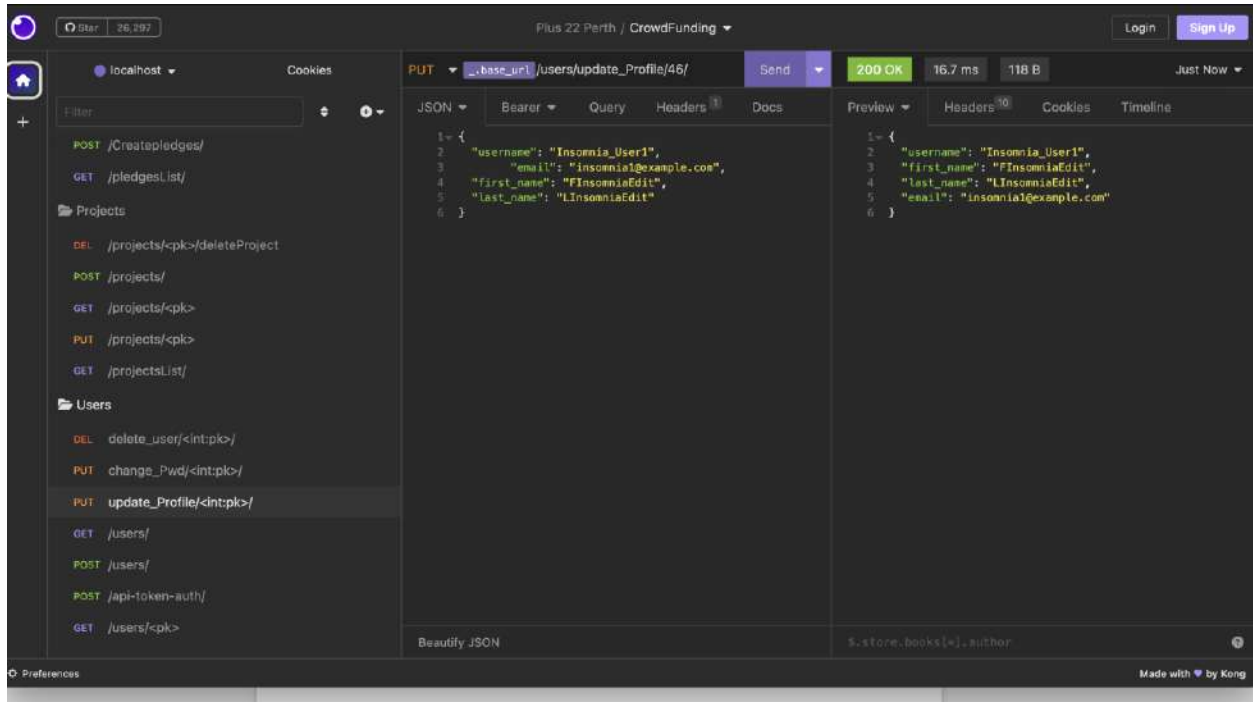 Star 26,297
Plus 22 Perth / CrowdFunding
Login
Sign Up
localhost
Cookies
Filter
POST /Createpledges/
GET /pledgesList/
Projects
DEL /projects/<pk>/deleteProject
POST /projects/
GET /projects/<pk>
PUT /projects/<pk>
GET /projectsList/
Users
DEL delete_user/<int:pk>/
PUT change_Pwd/<int:pk>/
PUT update_Profile/<int:pk>/
GET /users/
POST /users/
POST /api-token-auth/
GET /users/<pk>
PUT _.base_url /users/update_Profile/46/
Send
JSON
Bearer
Query
Headers 1
Docs
1 {
2 "username": "Insomnia_User1",
3 "email": "insomnia1@example.com",
4 "first_name": "FInsomniaEdit",
5 "last_name": "LInsomniaEdit"
6 }
Beautify JSON
200 OK
16.7 ms
118 B
Just Now
Preview
Headers 10
Cookies
Timeline
1 {
2 "username": "Insomnia_User1",
3 "first_name": "FInsomniaEdit",
4 "last_name": "LInsomniaEdit",
5 "email": "insomnia1@example.com"
6 }
$.store.books[*].author
Preferences
Made with by Kong